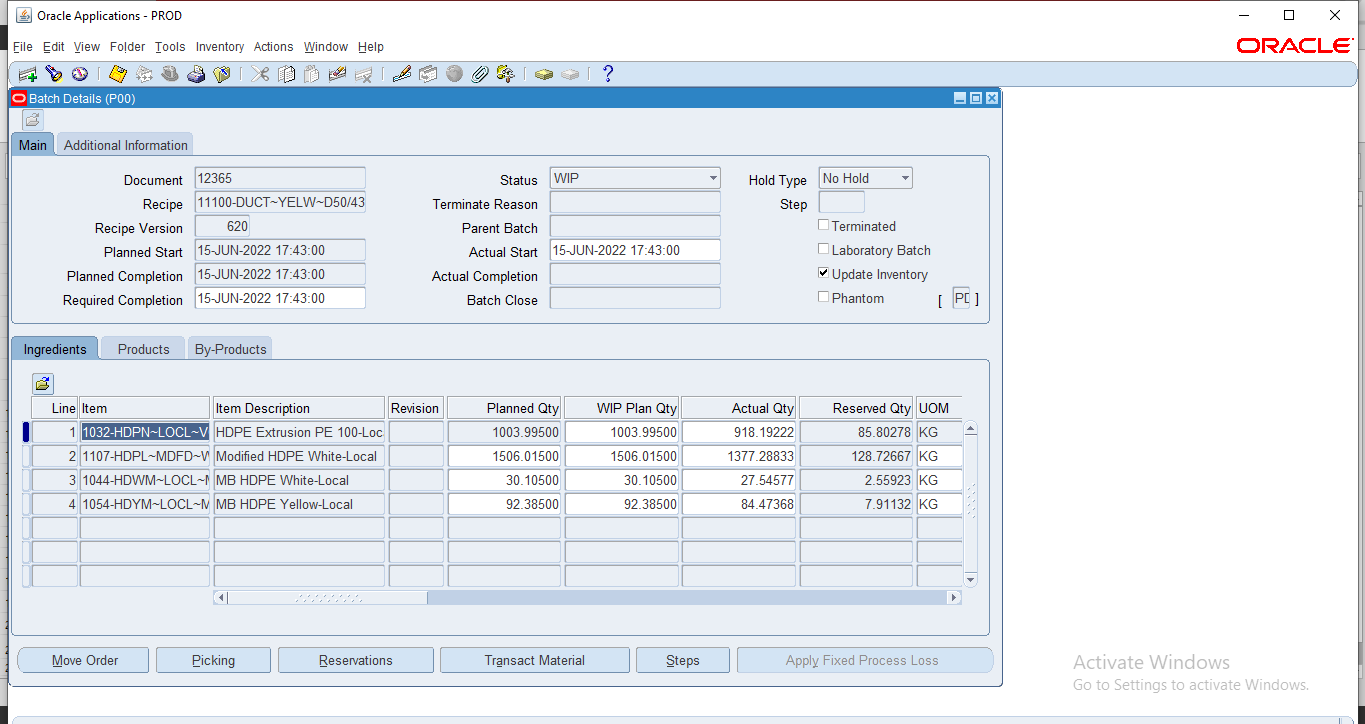 Oracle Applications - PROD
File Edit View Folder Tools Inventory Actions Window Help
ORACLE
Batch Details (P00)
Main Additional Information
Document 12365 Status WIP Hold Type No Hold
Recipe 11100-DUCT~YELW~D50/43 Terminate Reason Step
Recipe Version 620 Parent Batch Terminated
Planned Start 15-JUN-2022 17:43:00 Actual Start 15-JUN-2022 17:43:00 Laboratory Batch
Planned Completion 15-JUN-2022 17:43:00 Actual Completion Update Inventory
Required Completion 15-JUN-2022 17:43:00 Batch Close Phantom [ ]
Ingredients Products By-Products
Line Item Item Description Revision Planned Qty WIP Plan Qty Actual Qty Reserved Qty UOM
1 1032-HDPN~LOCL~V HDPE Extrusion PE 100-Loc 1003.99500 1003.99500 918.19222 85.80278 KG
2 1107-HDPL~MDFD~W Modified HDPE White-Local 1506.01500 1506.01500 1377.28833 128.72667 KG
3 1044-HDWM~LOCL~M MB HDPE White-Local 30.10500 30.10500 27.54577 2.55923 KG
4 1054-HDYM~LOCL~M MB HDPE Yellow-Local 92.38500 92.38500 84.47368 7.91132 KG
Move Order Picking Reservations Transact Material Steps Apply Fixed Process Loss
Activate Windows
Go to Settings to activate Windows.